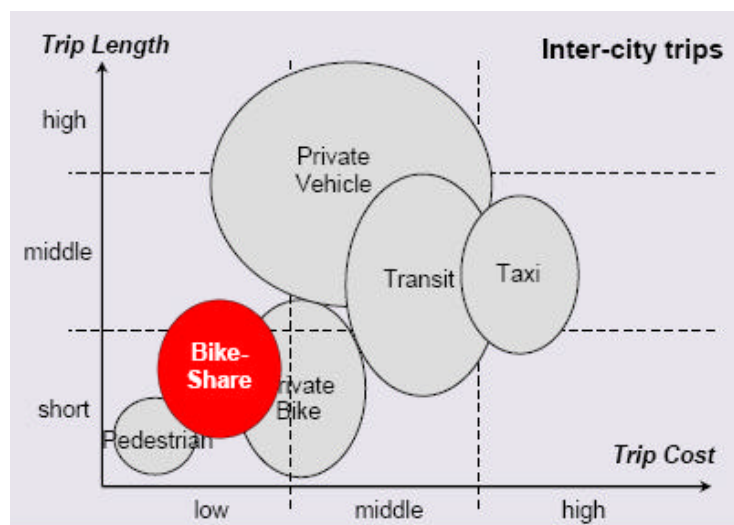 Trip Length
Inter-city trips
high
Private
Vehicle
middle
Transit
Taxi
Bike-
Share
rivate
Bike
short
Pedestrian
Trip Cost
low
middle
high